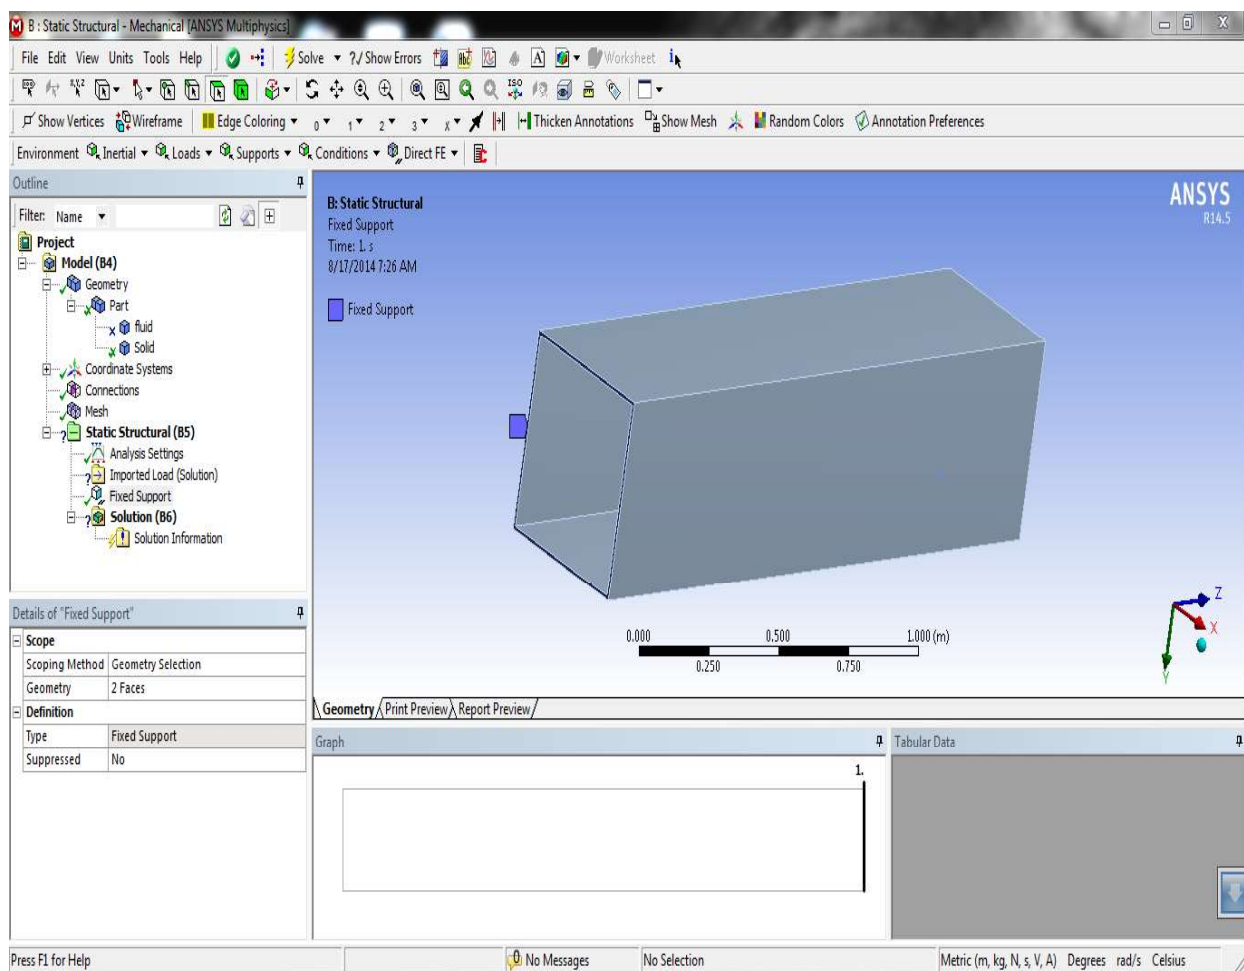 B : Static Structural - Mechanical [ANSYS Multiphysics]
File Edit View Units Tools Help Solve ?./ Show Errors A Worksheet
ISO
Show Vertices Wireframe Edge Coloring 0 1 2 3 X Thicken Annotations Show Mesh Random Colors Annotation Preferences
Environment Inertial Loads Supports Conditions Direct FE
Outline
Filter: Name
Project
Model (B4)
Geometry
Part
fluid
Solid
Coordinate Systems
Connections
Mesh
Static Structural (B5)
Analysis Settings
Imported Load (Solution)
Fixed Support
Solution (B6)
Solution Information
B: Static Structural
Fixed Support
Time: 1. s
8/17/2014 7:26 AM
Fixed Support
ANSYS
R14.5
0.000 0.500 1.000 (m)
0.250 0.750
Z
X
Y
Geometry Print Preview Report Preview
Details of "Fixed Support"
Scope
Scoping Method Geometry Selection
Geometry 2 Faces
Definition
Type Fixed Support
Suppressed No
Graph
1.
Tabular Data
Press F1 for Help 0 No Messages No Selection Metric (m, kg, N, s, V, A) Degrees rad/s Celsius